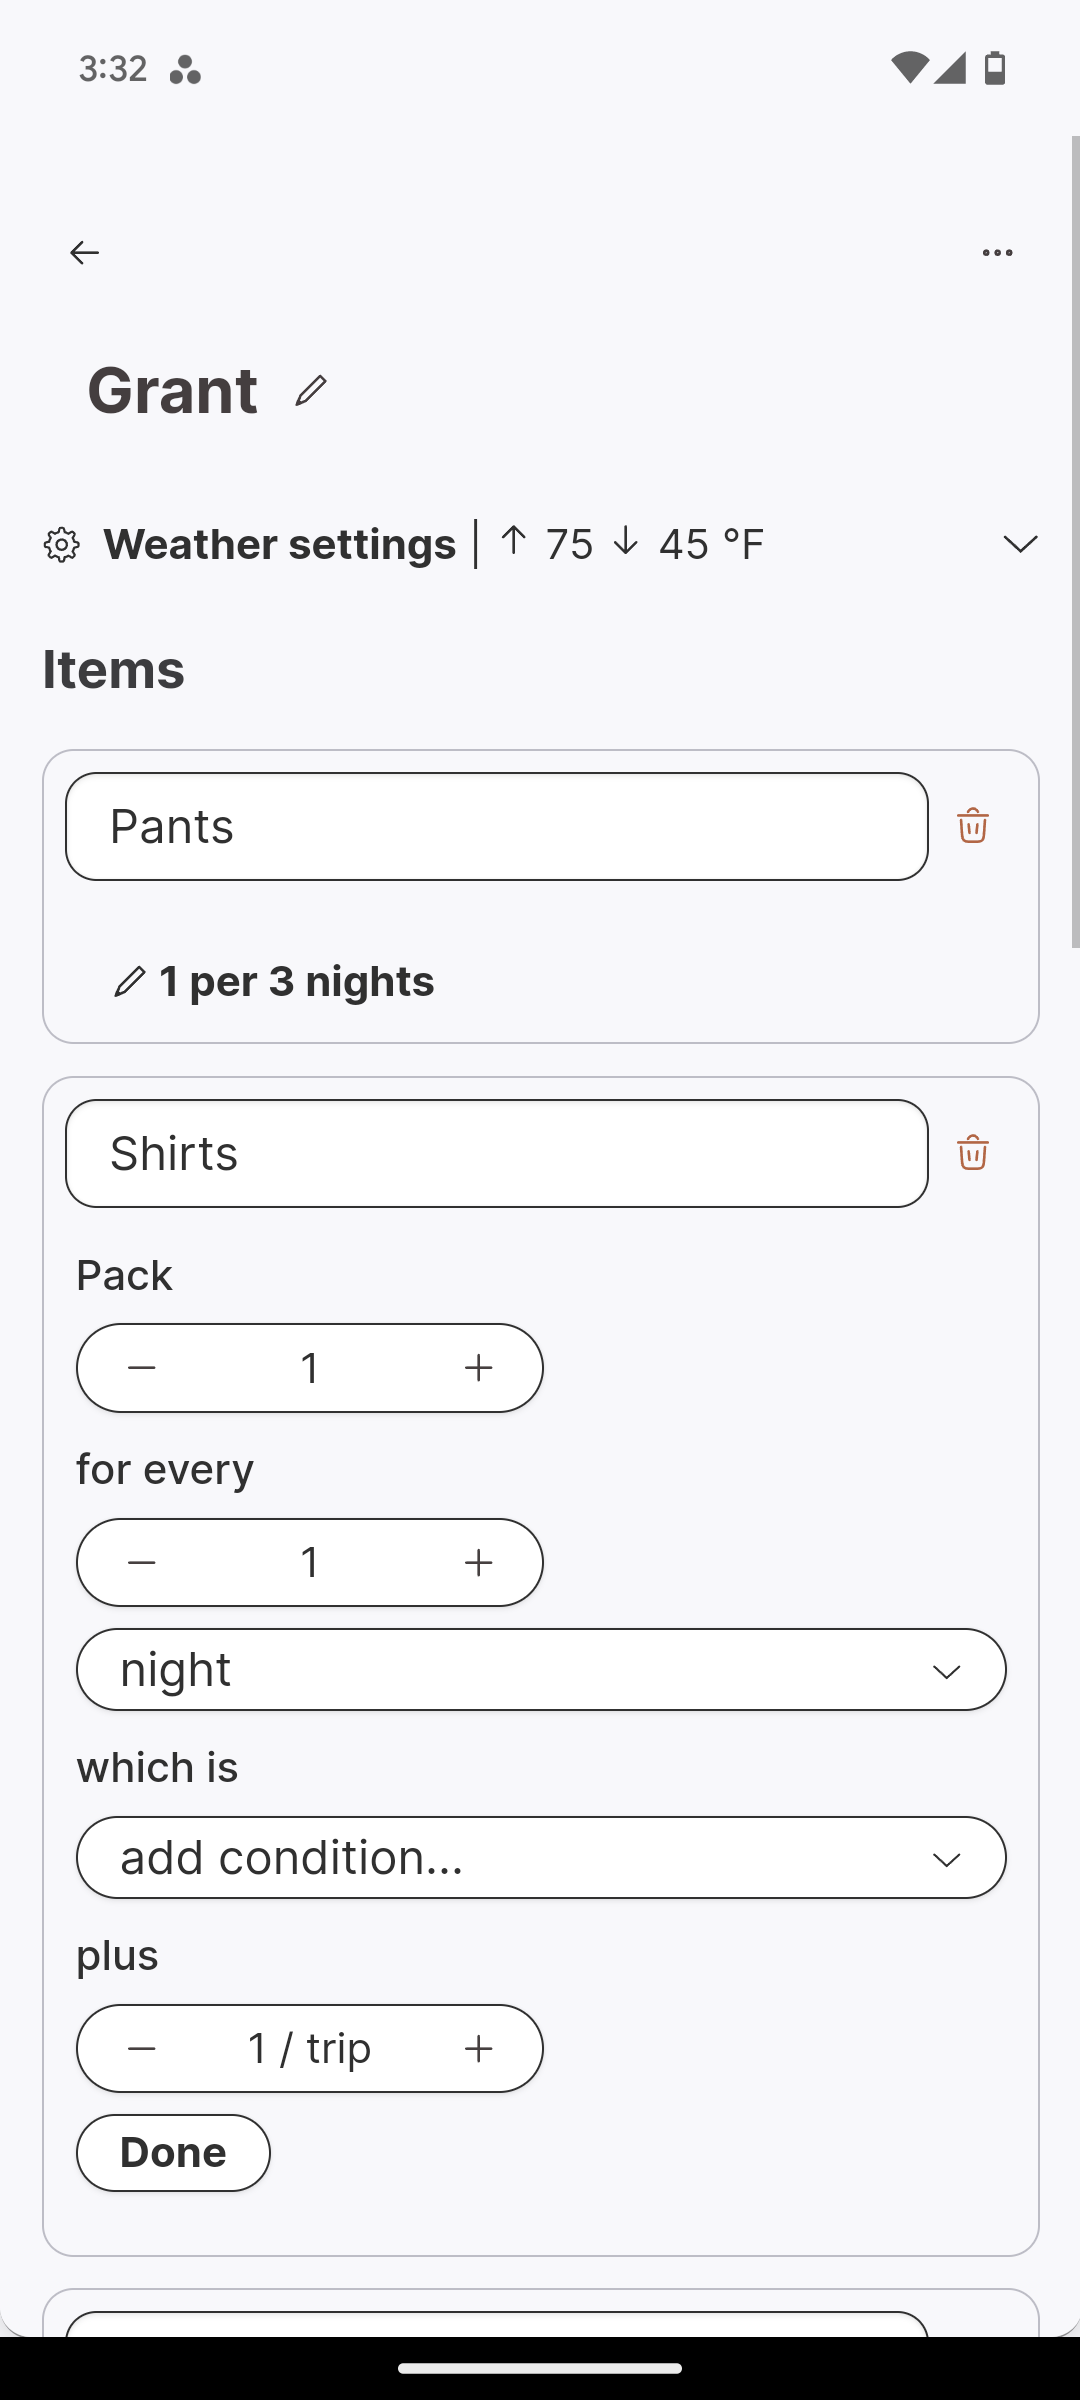 3:32
Grant
Weather settings | ↑ 75 ↓ 45 °F
Items
Pants
1 per 3 nights
Shirts
Pack
1
for every
1
night
which is
add condition...
plus
1 / trip
Done